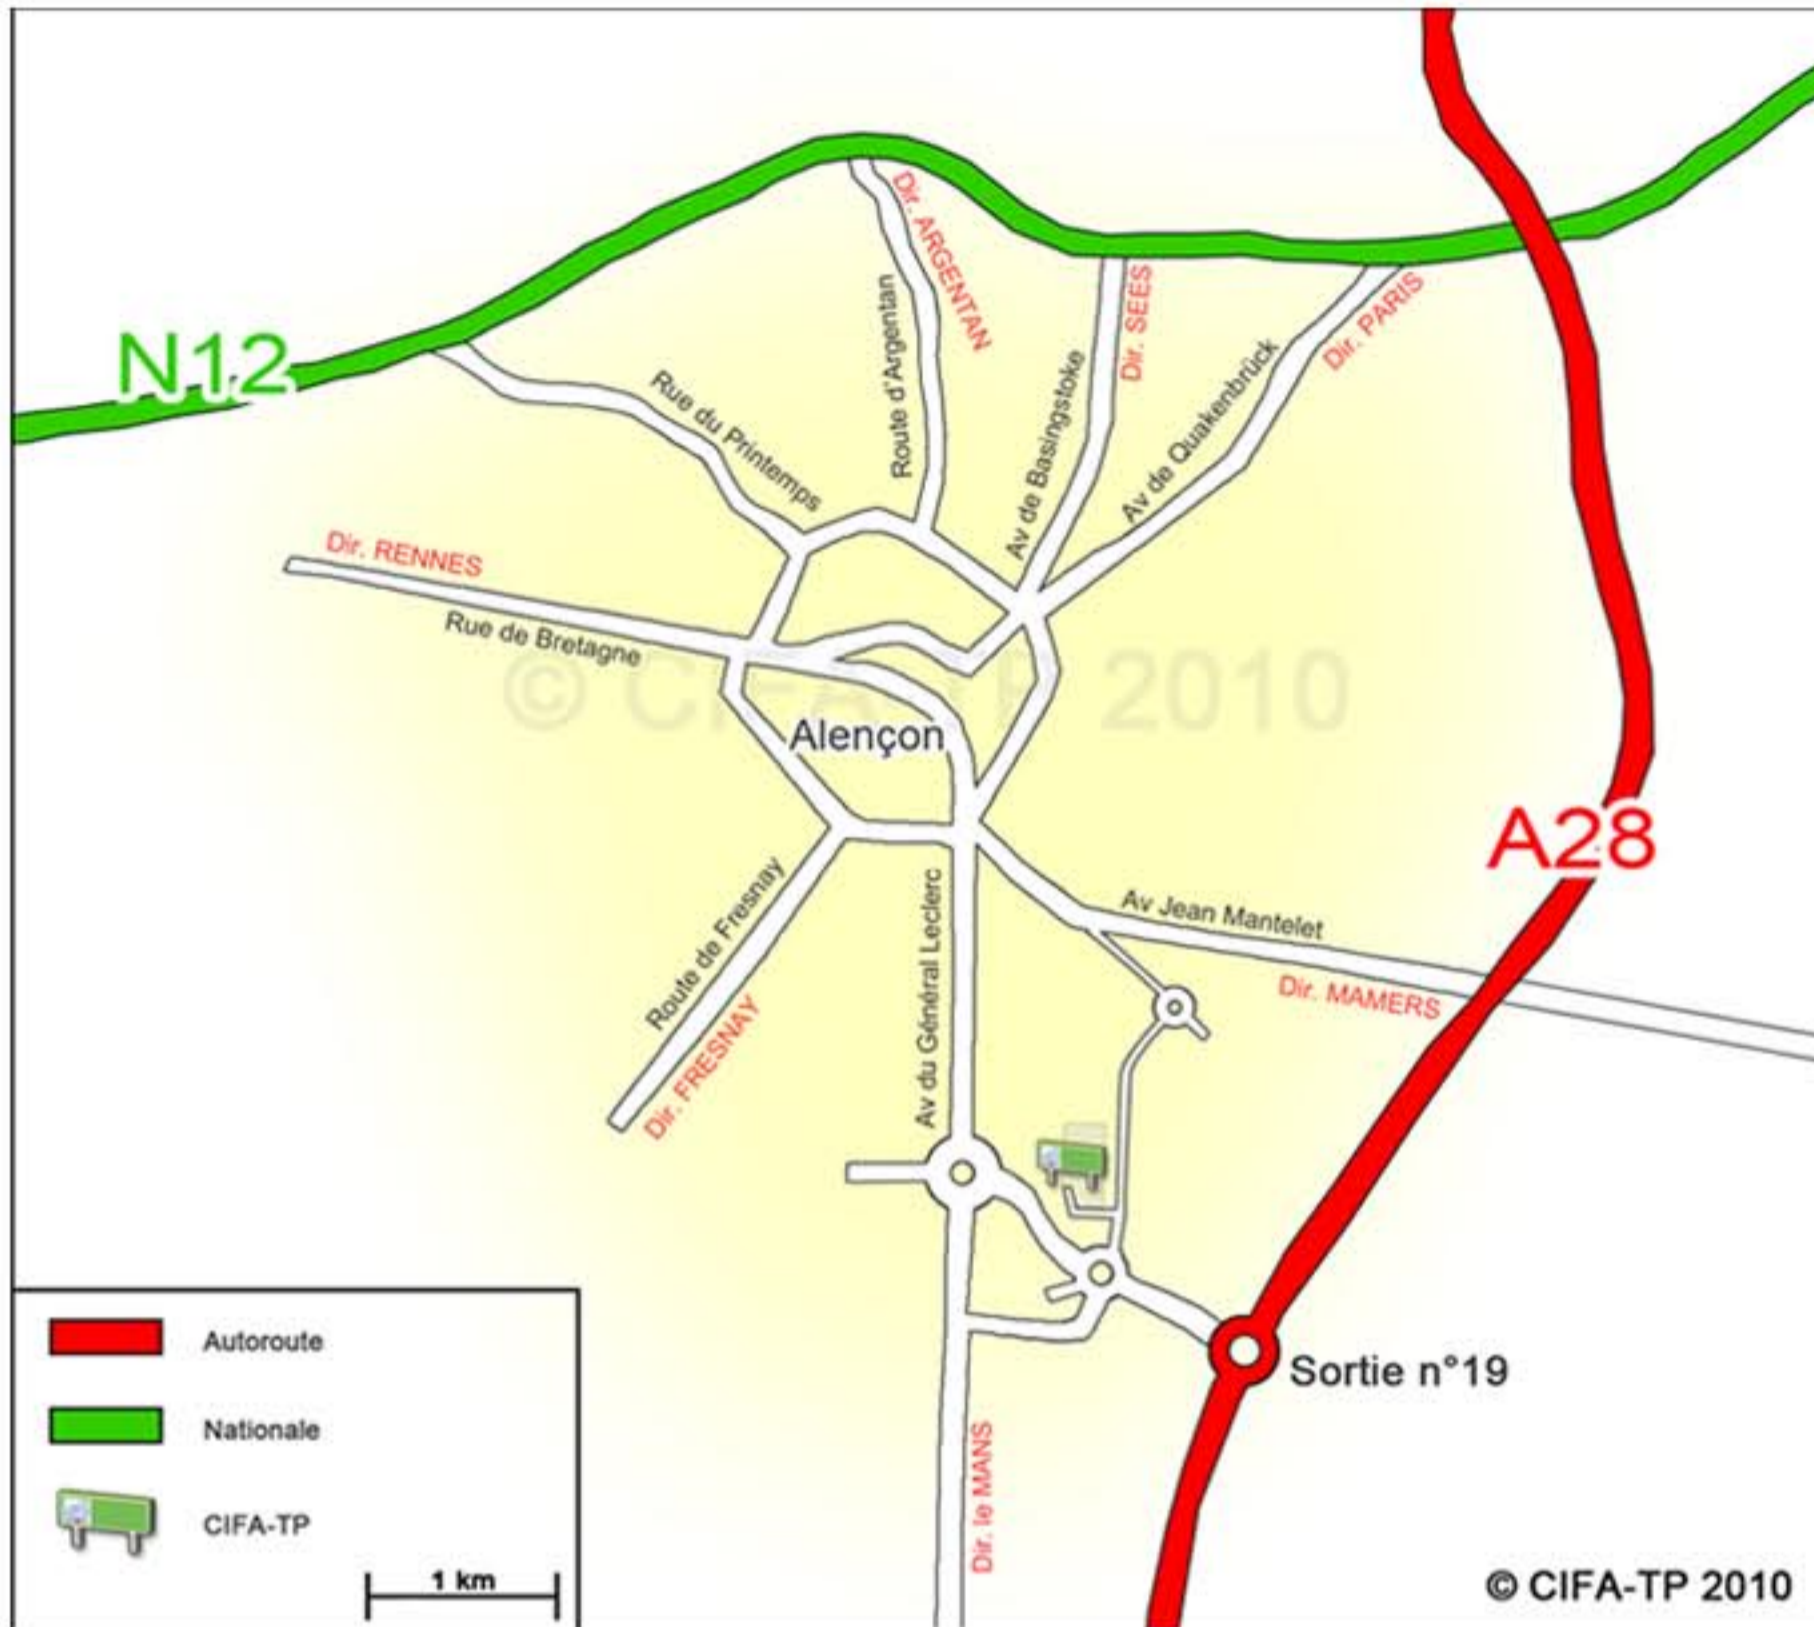 Dir. ARGENTAN
Dir. SEES
Dir. PARIS
N12
Route d'Argentan
Rue du Printemps
Av de Basingstoke
Av de Quakenbrück
Dir. RENNES
Rue de Bretagne
© CIFA-TP 2010
Alençon
A28
Route de Fresnay
Dir. FRESNAY
Av du Général Leclerc
Av Jean Mantelet
Dir. MAMERS
Sortie n°19
Dir. le MANS
Autoroute
Nationale
CIFA-TP
1 km
© CIFA-TP 2010